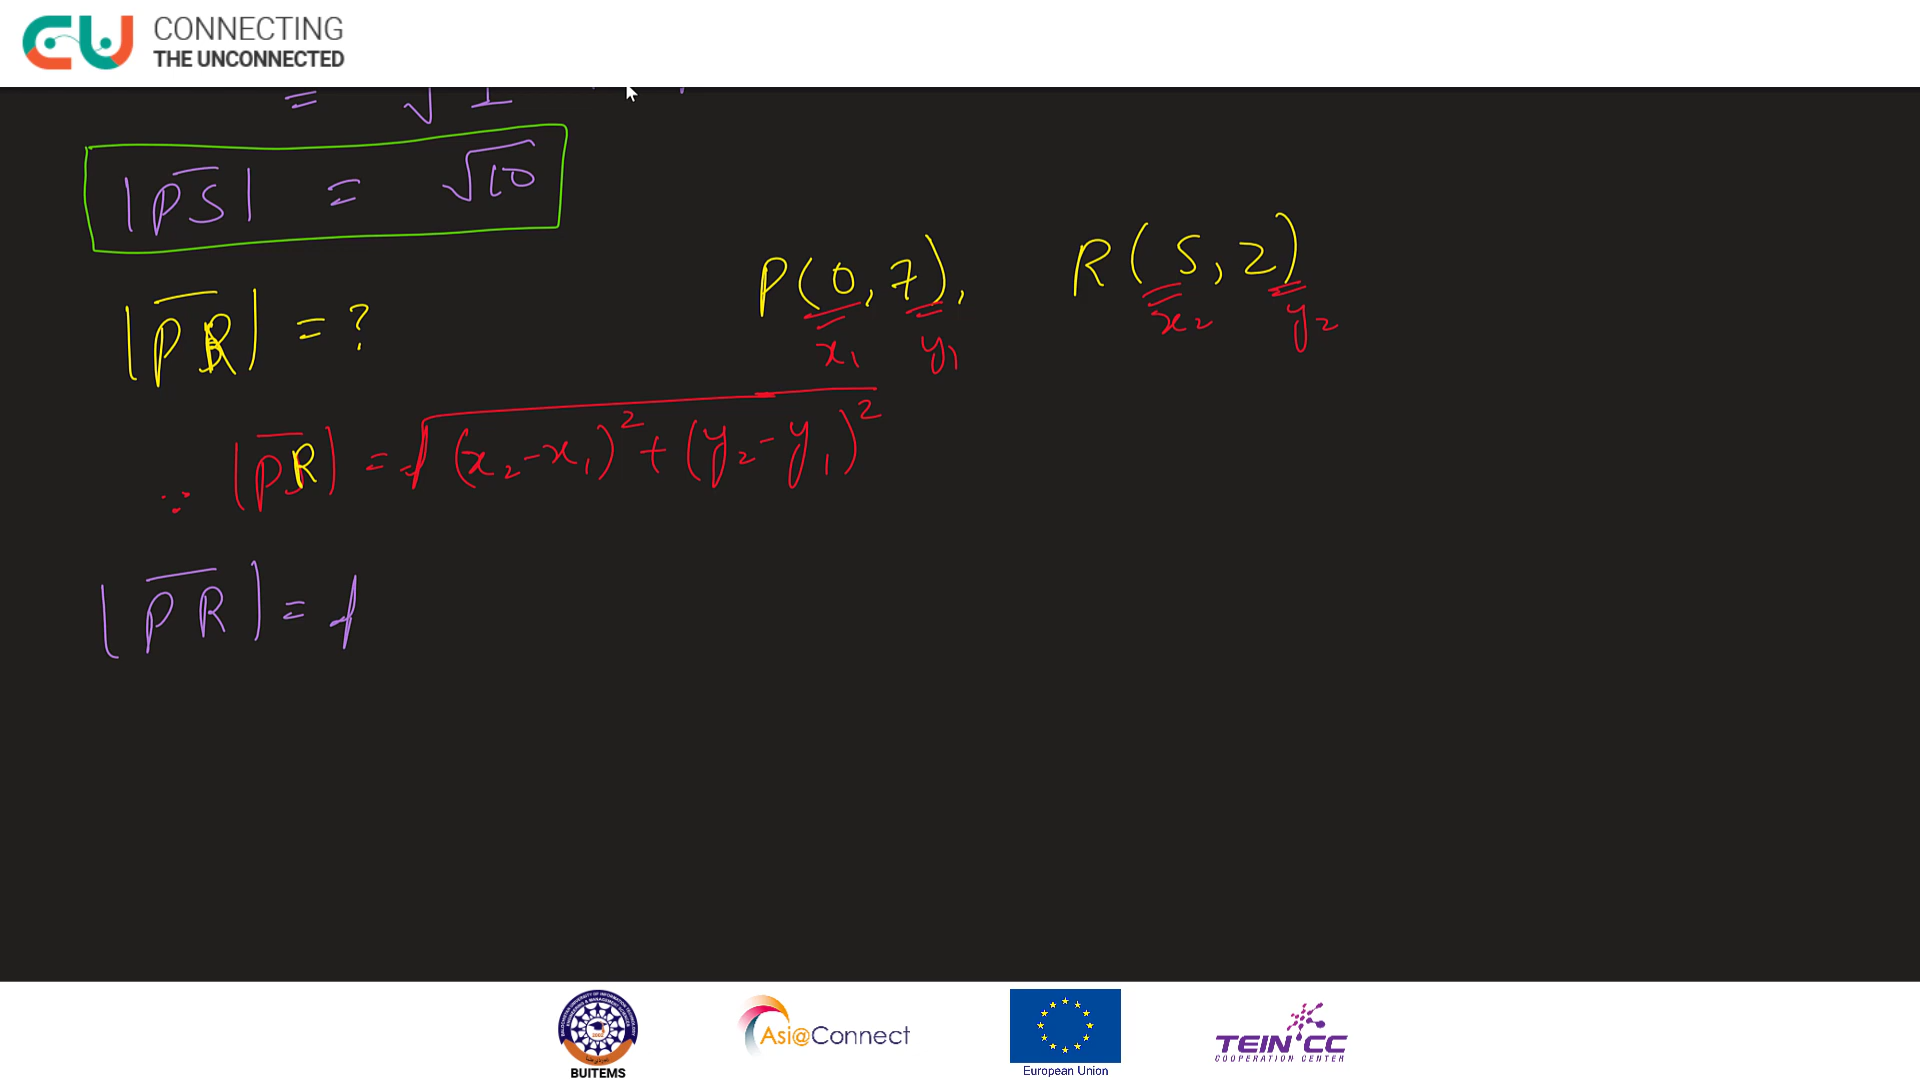 CONNECTING
THE UNCONNECTED
= √1
|PS| = √10
P(0,7), R(5,2)
x₁ y₁ x₂ y₂
|PR| = ?
∵ |PR| = √(x₂-x₁)² + (y₂-y₁)²
|PR| = √
BUITEMS
Asi@Connect
European Union
TEIN*CC
COOPERATION CENTER